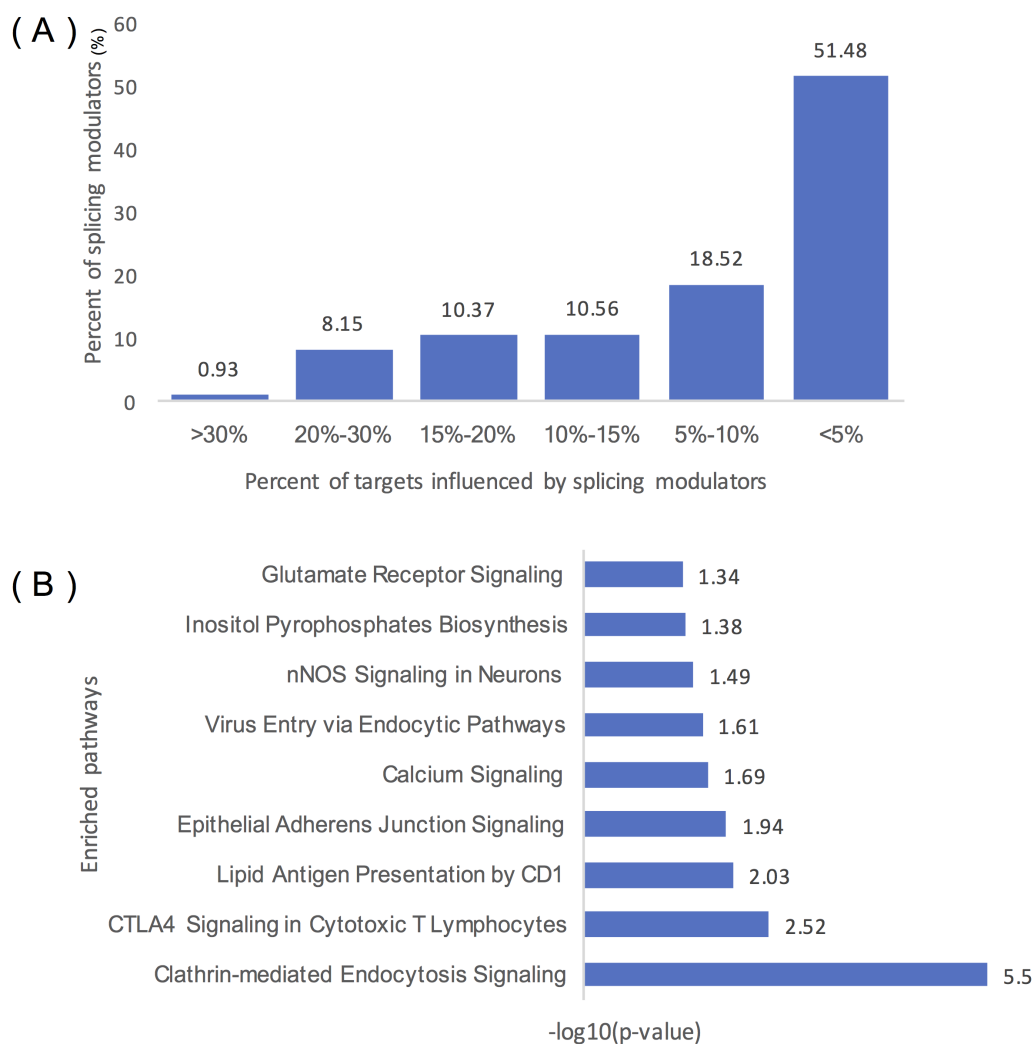 ( A )
Percent of splicing modulators (%)
60
50
40
30
20
10
0
0.93
8.15
10.37
10.56
18.52
51.48
>30%
20%-30%
15%-20%
10%-15%
5%-10%
<5%
Percent of targets influenced by splicing modulators
( B )
Enriched pathways
Glutamate Receptor Signaling 1.34
Inositol Pyrophosphates Biosynthesis 1.38
nNOS Signaling in Neurons 1.49
Virus Entry via Endocytic Pathways 1.61
Calcium Signaling 1.69
Epithelial Adherens Junction Signaling 1.94
Lipid Antigen Presentation by CD1 2.03
CTLA4 Signaling in Cytotoxic T Lymphocytes 2.52
Clathrin-mediated Endocytosis Signaling 5.5
-log10(p-value)